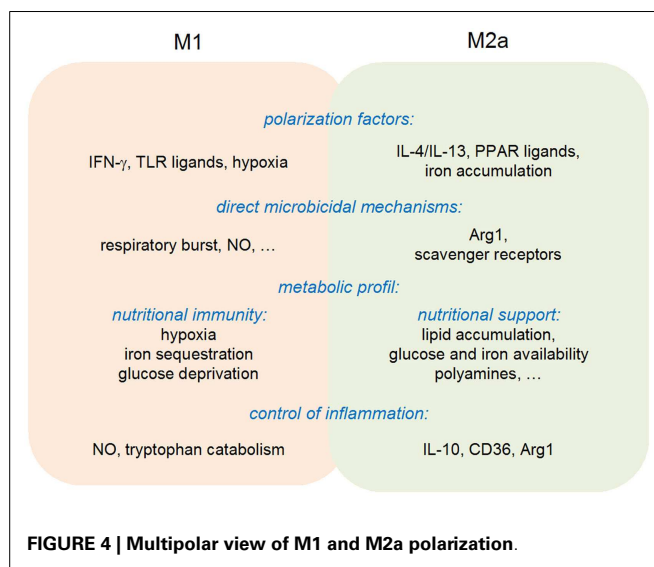 M1 M2a
polarization factors:
IFN-γ, TLR ligands, hypoxia
IL-4/IL-13, PPAR ligands,
iron accumulation
direct microbicidal mechanisms:
respiratory burst, NO, …
Arg1,
scavenger receptors
metabolic profil:
nutritional immunity:
hypoxia
iron sequestration
glucose deprivation
nutritional support:
lipid accumulation,
glucose and iron availability
polyamines, …
control of inflammation:
NO, tryptophan catabolism
IL-10, CD36, Arg1
FIGURE 4 | Multipolar view of M1 and M2a polarization.